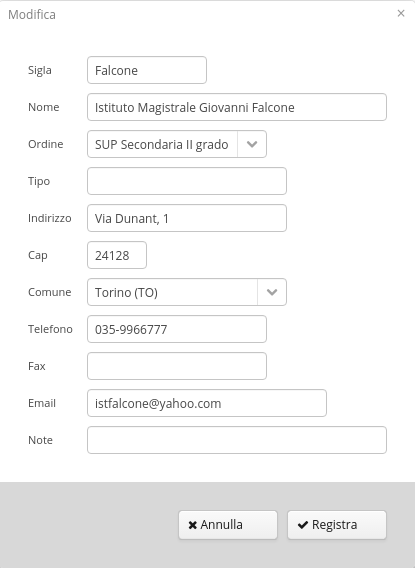 Modifica ×
Sigla Falcone
Nome Istituto Magistrale Giovanni Falcone
Ordine SUP Secondaria II grado
Tipo
Indirizzo Via Dunant, 1
Cap 24128
Comune Torino (TO)
Telefono 035-9966777
Fax
Email istfalcone@yahoo.com
Note
✖ Annulla ✔ Registra